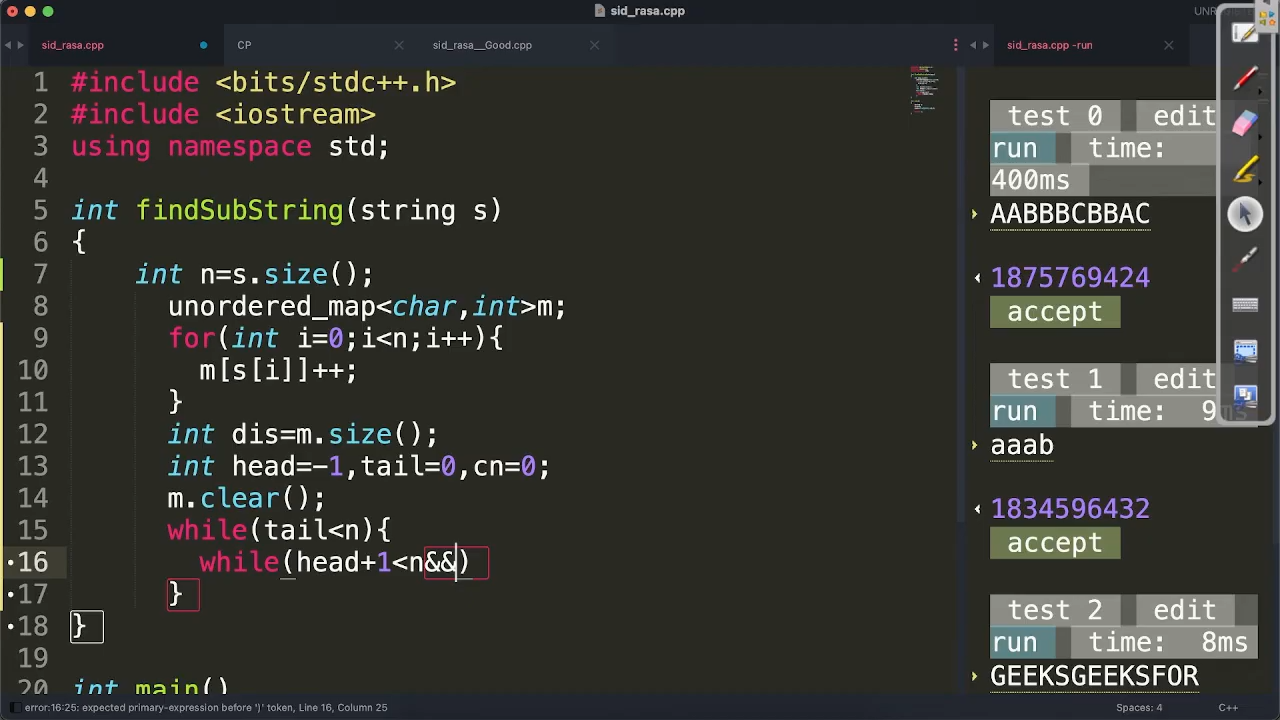 sid_rasa.cpp
UNR
sid_rasa.cpp
CP
sid_rasa__Good.cpp
sid_rasa.cpp -run
1 #include <bits/stdc++.h>
2 #include <iostream>
3 using namespace std;
4
5 int findSubString(string s)
6 {
7 int n=s.size();
8 unordered_map<char,int>m;
9 for(int i=0;i<n;i++){
10 m[s[i]]++;
11 }
12 int dis=m.size();
13 int head=-1,tail=0,cn=0;
14 m.clear();
15 while(tail<n){
16 while(head+1<n&&)
17 }
18 }
19
20 int main()
test 0 edit
run time:
400ms
AABBBCBBAC
1875769424
accept
test 1 edit
run time: 9ms
aaab
1834596432
accept
test 2 edit
run time: 8ms
GEEKSGEEKSFOR
error:16:25: expected primary-expression before ')' token, Line 16, Column 25
Spaces: 4
C++